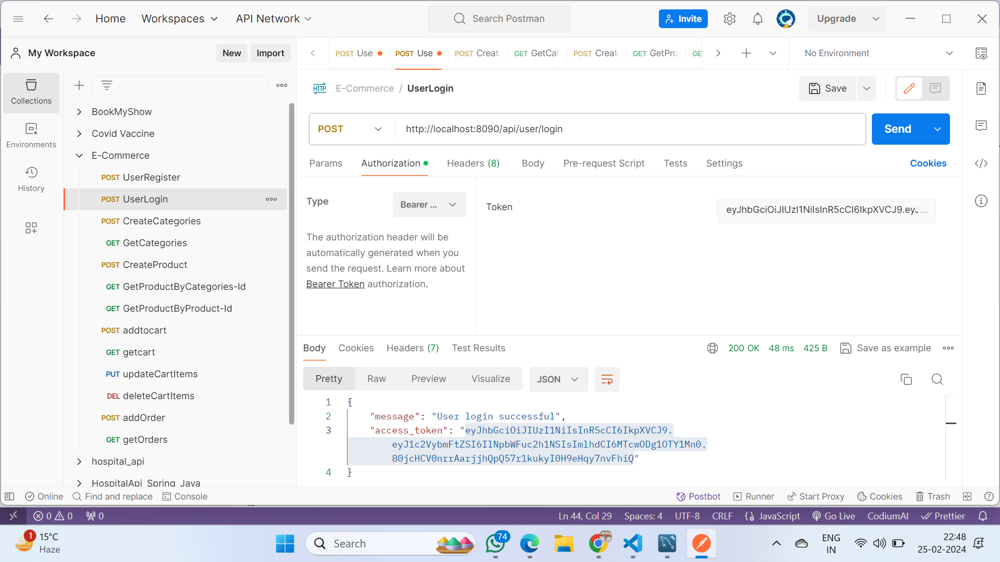 Home Workspaces API Network Search Postman Invite Upgrade
My Workspace New Import POST Use POST Use POST Creat GET GetCat POST Creat GET GetPro GE No Environment
Collections
Environments
History
BookMyShow
Covid Vaccine
E-Commerce
POST UserRegister
POST UserLogin
POST CreateCategories
GET GetCategories
POST CreateProduct
GET GetProductByCategories-Id
GET GetProductByProduct-Id
POST addtocart
GET getcart
PUT updateCartItems
DEL deleteCartItems
POST addOrder
GET getOrders
hospital_api
HospitalApi_Spring_Java
HTTP E-Commerce / UserLogin Save
POST http://localhost:8090/api/user/login Send
Params Authorization Headers (8) Body Pre-request Script Tests Settings Cookies
Type Bearer ...
The authorization header will be
automatically generated when you
send the request. Learn more about
Bearer Token authorization.
Token eyJhbGciOiJIUzI1NiIsInR5cCI6IkpXVCJ9.eyJ...
Body Cookies Headers (7) Test Results 200 OK 48 ms 425 B Save as example
Pretty Raw Preview Visualize JSON
1 {
2 "message": "User login successful",
3 "access_token": "eyJhbGciOiJIUzI1NiIsInR5cCI6IkpXVCJ9.
eyJ1c2VybmFtZSI6IlNpbWFuc2h1NSIsImlhdCI6MTcwODg1OTY1Mn0.
80jcHCV0nrrAarjjhQpQ57r1kukyI0H9eHqy7nvFhiQ"
4 }
Online Find and replace Console Postbot Runner Start Proxy Cookies Trash
0 0 0 Ln 44, Col 29 Spaces: 4 UTF-8 CRLF JavaScript Go Live CodiumAI Prettier
1 15°C
Haze
Search
74
ENG
IN
22:48
25-02-2024